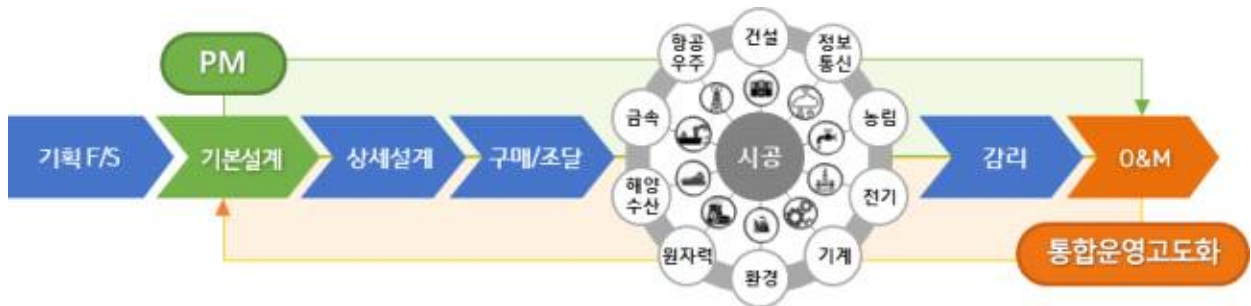 PM
기획 F/S
기본설계
상세설계
구매/조달
시공
건설
정보
통신
농림
전기
기계
환경
원자력
해양
수산
금속
항공
우주
감리
O&M
통합운영고도화